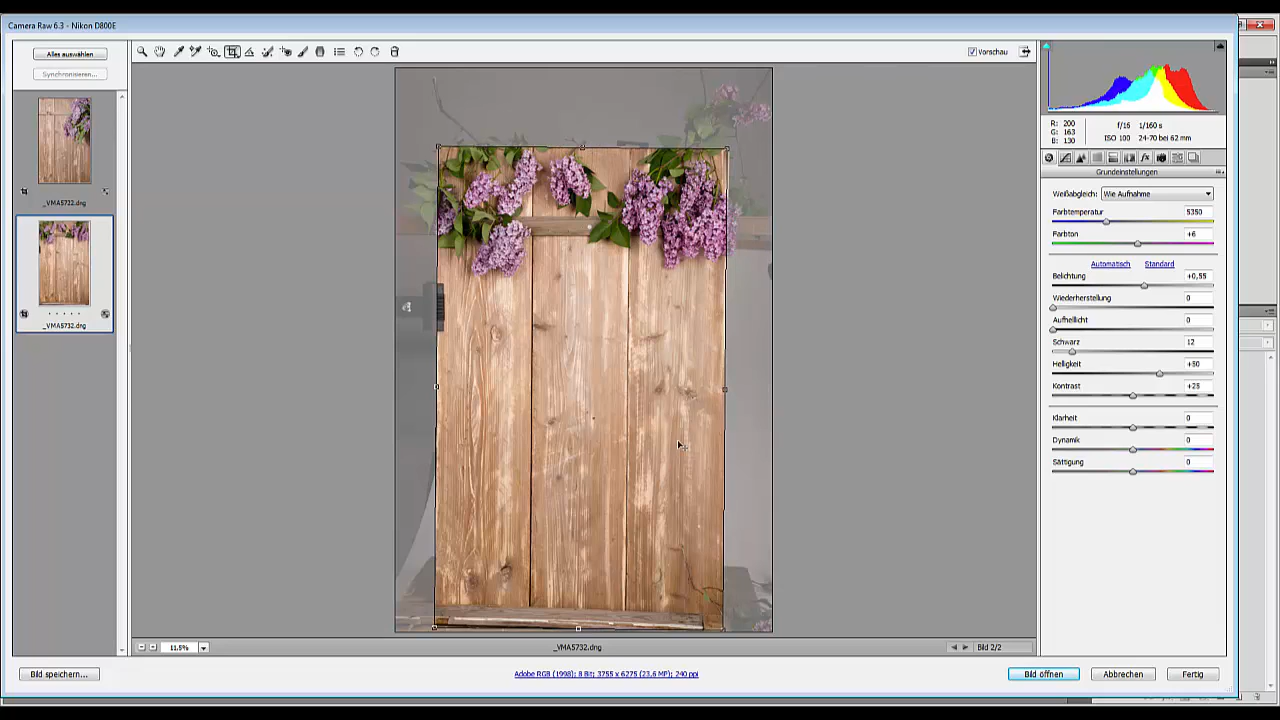 Camera Raw 6.3 - Nikon D800E
Alles auswählen
Synchronisieren...
_VMA5722.dng
_VMA5732.dng
Vorschau
R: 200
G: 163
B: 130
f/16 1/160 s
ISO 100 24-70 bei 62 mm
Grundeinstellungen
Weißabgleich: Wie Aufnahme
Farbtemperatur 5350
Farbton +6
Automatisch Standard
Belichtung +0,55
Wiederherstellung 0
Aufhelllicht 0
Schwarz 12
Helligkeit +50
Kontrast +25
Klarheit 0
Dynamik 0
Sättigung 0
11.5% _VMA5732.dng Bild 2/2
Bild speichern... Adobe RGB (1998); 8 Bit; 3755 x 6275 (23,6 MP); 240 ppi Bild öffnen Abbrechen Fertig